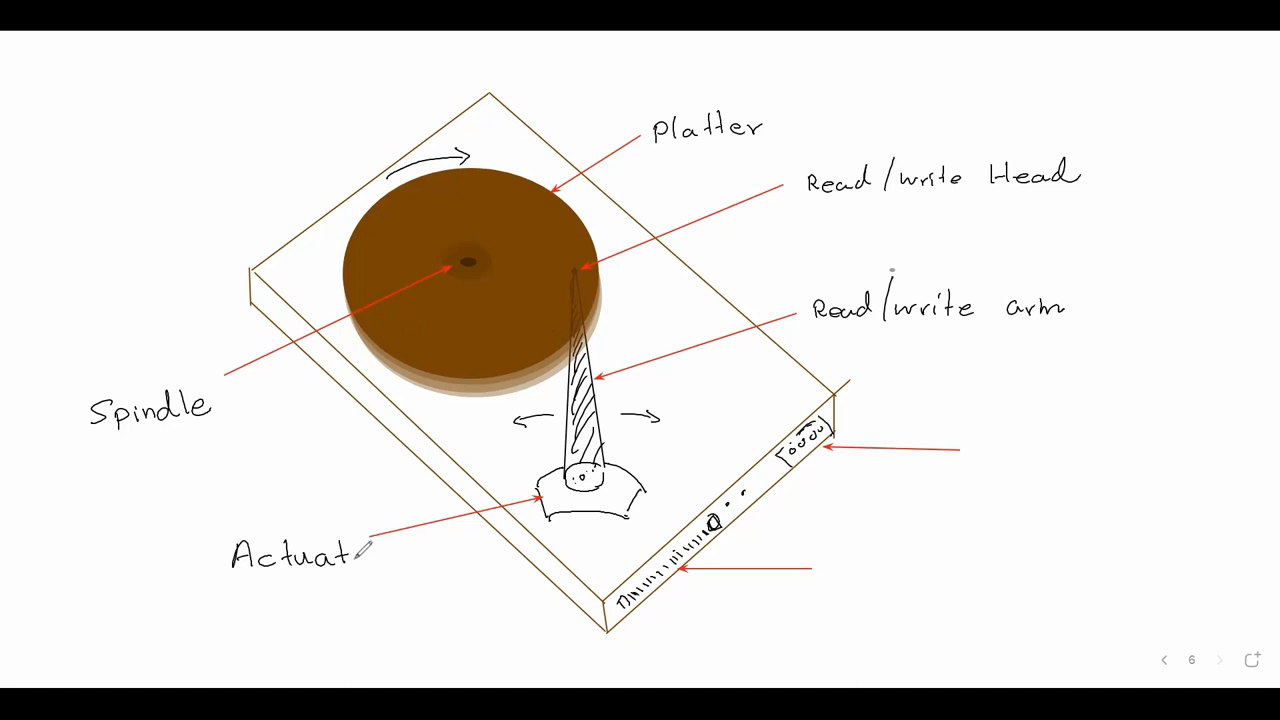 Platter
Read/write Head
Read/write arm
Spindle
Actuat
6